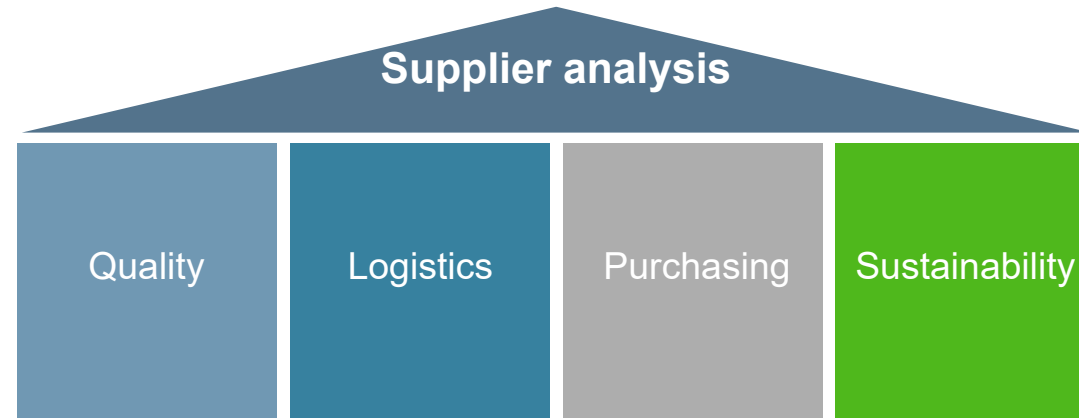 Supplier analysis
Quality
Logistics
Purchasing
Sustainability